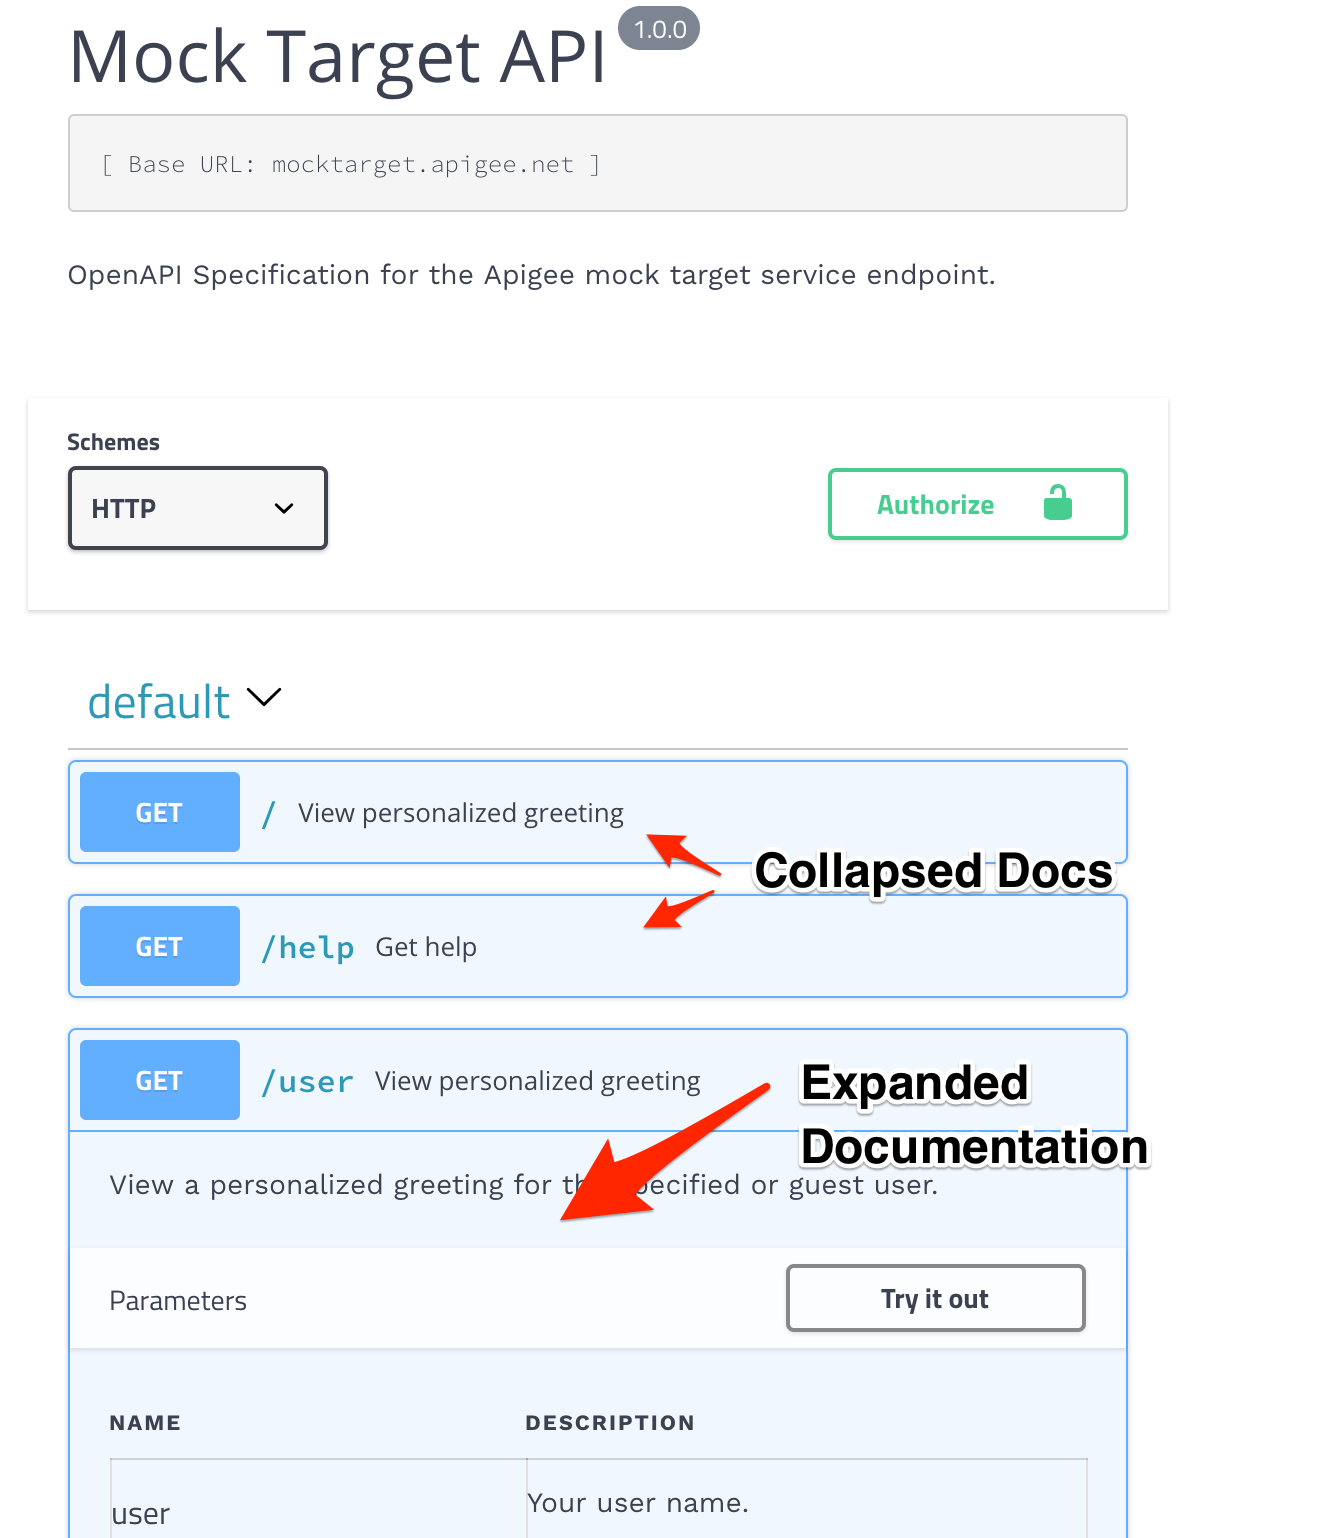 Mock Target API 1.0.0
[ Base URL: mocktarget.apigee.net ]
OpenAPI Specification for the Apigee mock target service endpoint.
Schemes
HTTP
Authorize
default
GET / View personalized greeting
Collapsed Docs
GET /help Get help
GET /user View personalized greeting
Expanded
Documentation
View a personalized greeting for the specified or guest user.
Parameters
Try it out
NAME DESCRIPTION
user
Your user name.